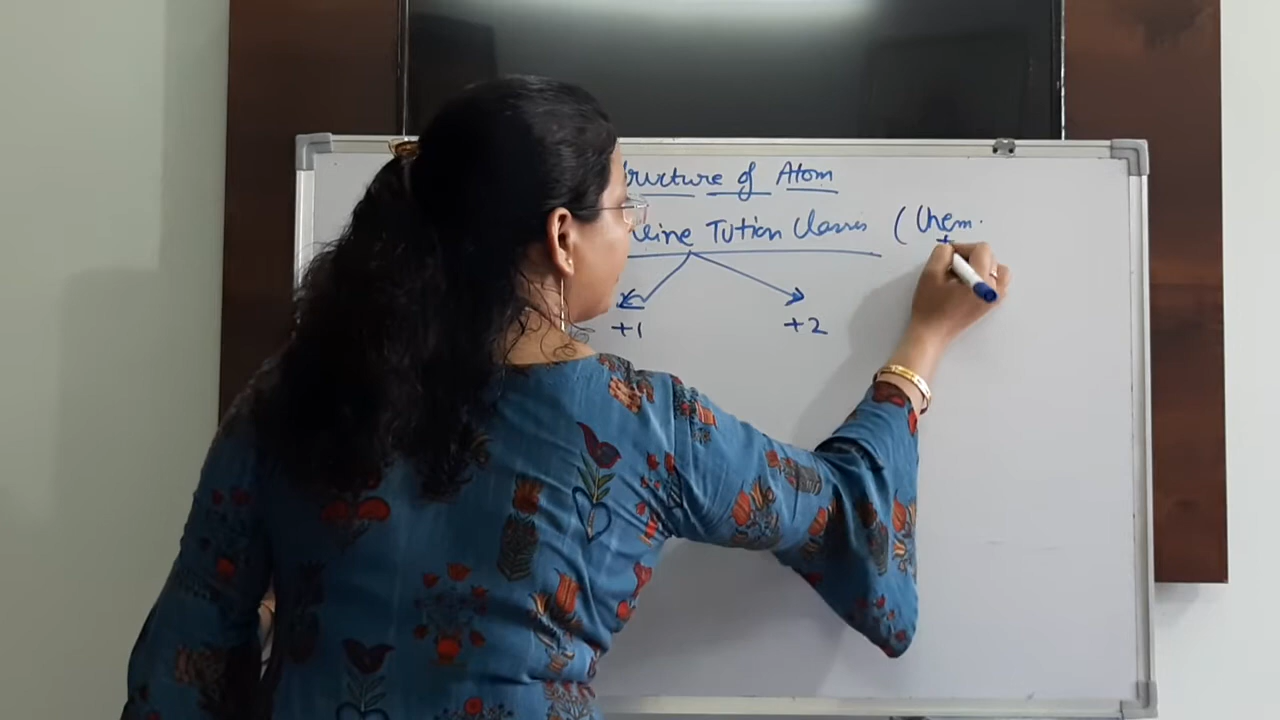 ructure of Atom
line Tution Classes ( Chem.
+
+1 +2